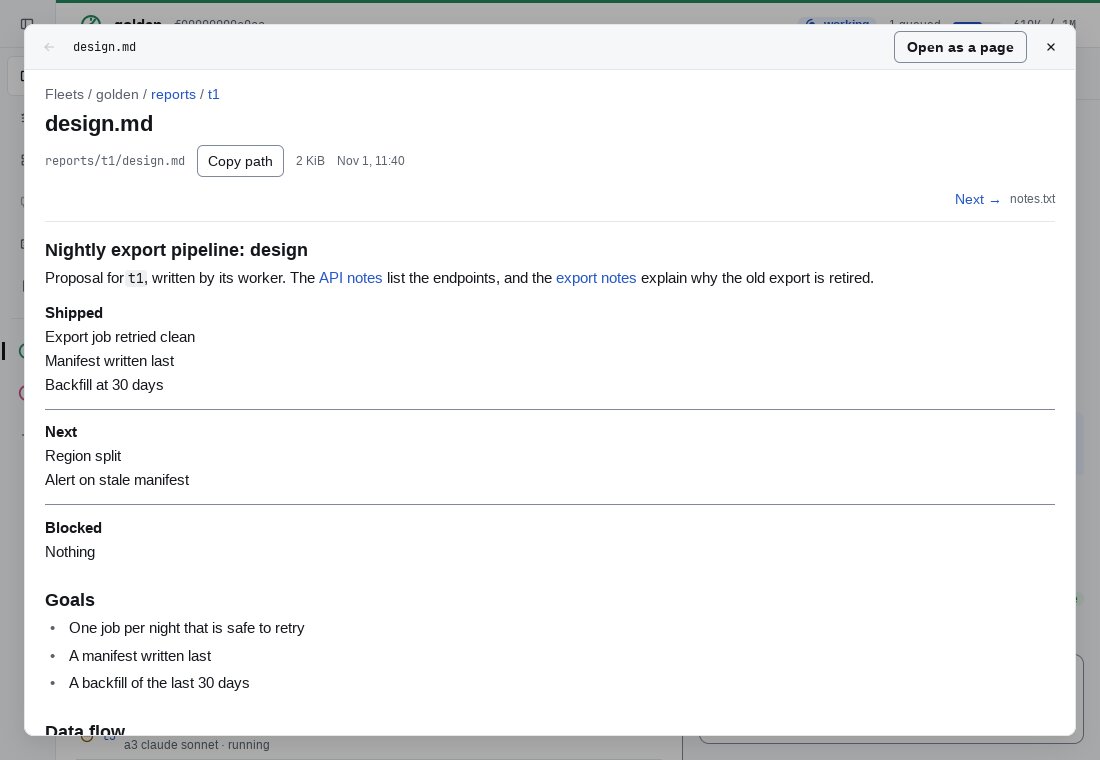 design.md
Open as a page
Fleets / golden / reports / t1
design.md
reports/t1/design.md Copy path 2 KiB Nov 1, 11:40
Next → notes.txt
Nightly export pipeline: design
Proposal for t1, written by its worker. The API notes list the endpoints, and the export notes explain why the old export is retired.
Shipped
Export job retried clean
Manifest written last
Backfill at 30 days
Next
Region split
Alert on stale manifest
Blocked
Nothing
Goals
• One job per night that is safe to retry
• A manifest written last
• A backfill of the last 30 days
Data flow
a3 claude sonnet · running